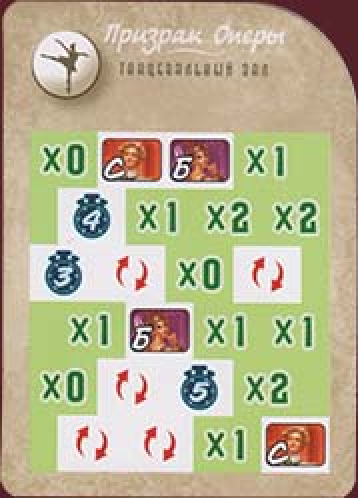 Призрак Оперы
ТАНЦЕВАЛЬНЫЙ ЗАЛ
x0 С Б x1
4 x1 x2 x2
3 x0
x1 Б x1 x1
x0 5 x2
x1 С